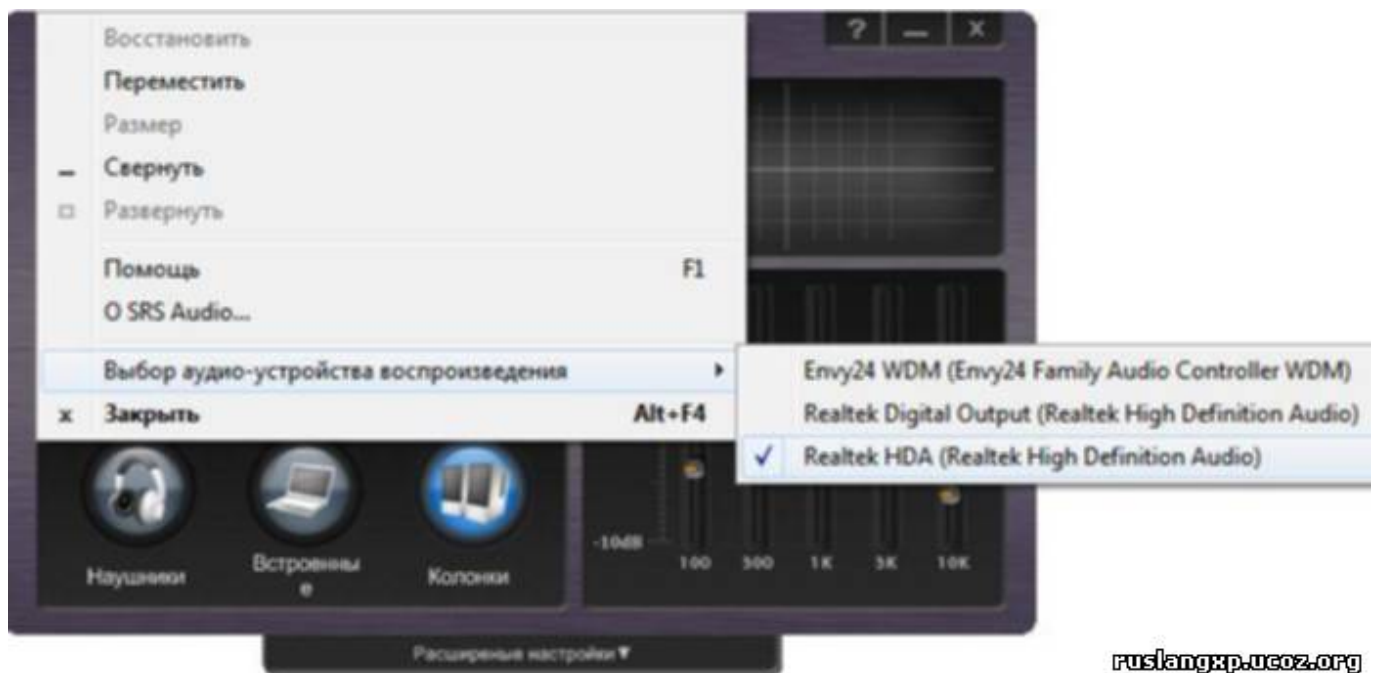 Восстановить
? _ X
Переместить
Размер
Свернуть
Развернуть
Помощь F1
О SRS Audio...
Выбор аудио-устройства воспроизведения
Envy24 WDM (Envy24 Family Audio Controller WDM)
x Закрыть Alt+F4
Realtek Digital Output (Realtek High Definition Audio)
Realtek HDA (Realtek High Definition Audio)
-10dB
100 500 1K 3K 10K
Наушники
Встроенны
е
Колонки
Расширеные настройки
ruslangxp.ucoz.org